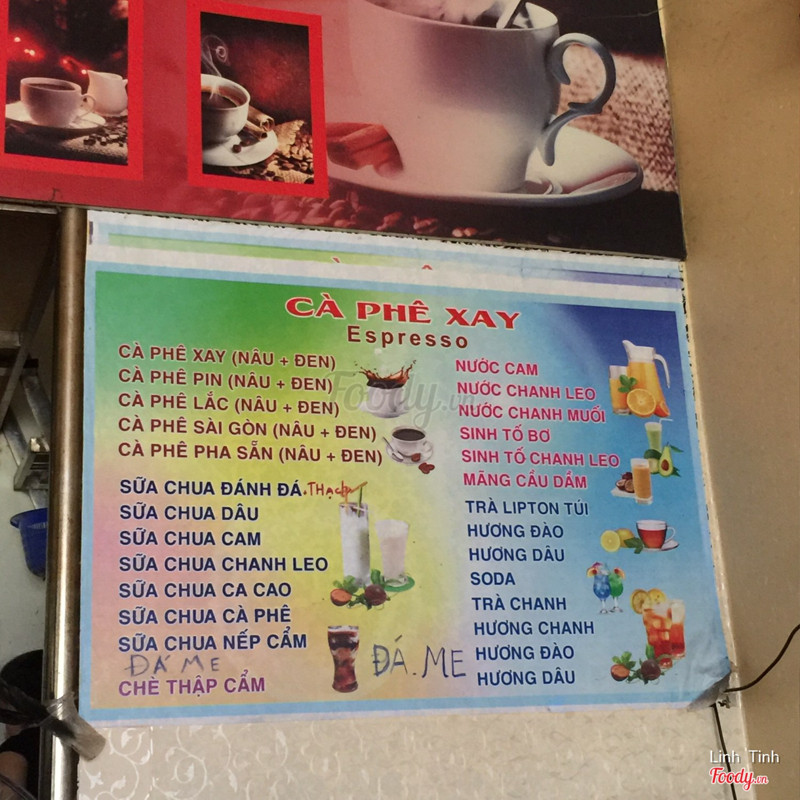 CÀ PHÊ XAY
Espresso
CÀ PHÊ XAY (NÂU + ĐEN)
CÀ PHÊ PIN (NÂU + ĐEN)
CÀ PHÊ LẮC (NÂU + ĐEN)
CÀ PHÊ SÀI GÒN (NÂU + ĐEN)
CÀ PHÊ PHA SẴN (NÂU + ĐEN)
SỮA CHUA ĐÁNH ĐÁ
SỮA CHUA DÂU
SỮA CHUA CAM
SỮA CHUA CHANH LEO
SỮA CHUA CA CAO
SỮA CHUA CÀ PHÊ
SỮA CHUA NẾP CẨM
ĐÁ ME
CHÈ THẬP CẨM
ĐÁ.ME
NƯỚC CAM
NƯỚC CHANH LEO
NƯỚC CHANH MUỐI
SINH TỐ BƠ
SINH TỐ CHANH LEO
MÃNG CẦU DẦM
TRÀ LIPTON TÚI
HƯƠNG ĐÀO
HƯƠNG DÂU
SODA
TRÀ CHANH
HƯƠNG CHANH
HƯƠNG ĐÀO
HƯƠNG DÂU
Foody.vn
Linh Tinh
Foody.vn